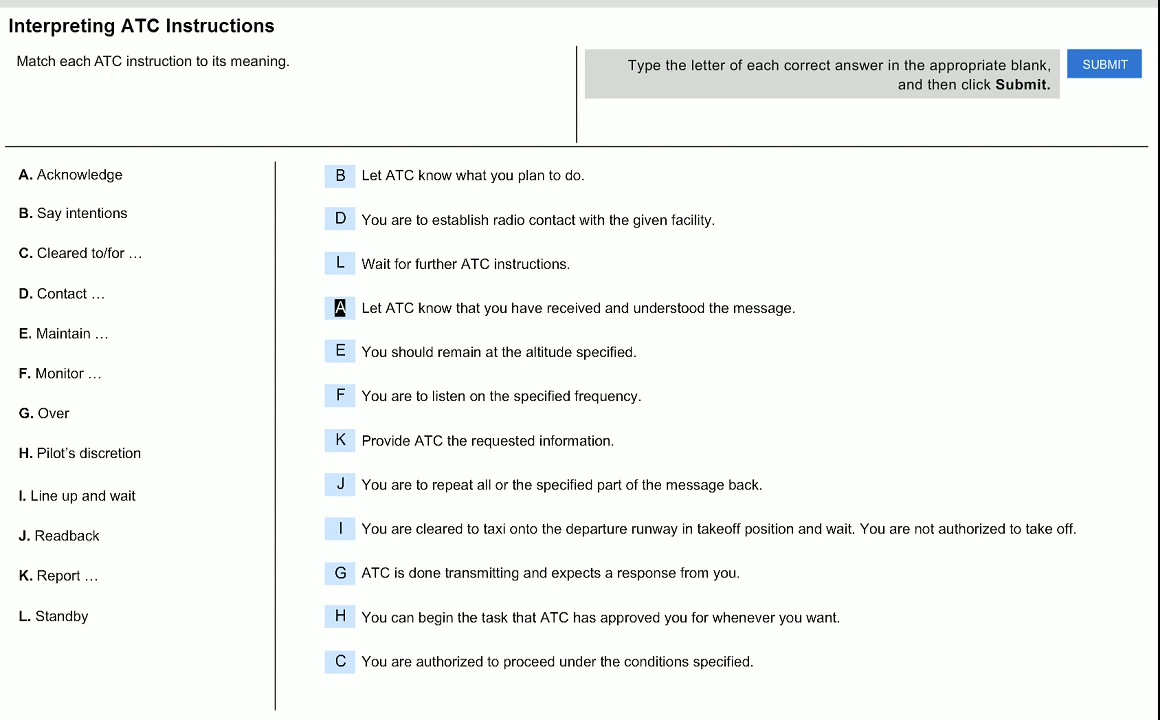 Interpreting ATC Instructions
Match each ATC instruction to its meaning.
Type the letter of each correct answer in the appropriate blank,
and then click Submit.
SUBMIT
A. Acknowledge
B. Say intentions
C. Cleared to/for ...
D. Contact ...
E. Maintain ...
F. Monitor ...
G. Over
H. Pilot's discretion
I. Line up and wait
J. Readback
K. Report ...
L. Standby
B Let ATC know what you plan to do.
D You are to establish radio contact with the given facility.
L Wait for further ATC instructions.
A Let ATC know that you have received and understood the message.
E You should remain at the altitude specified.
F You are to listen on the specified frequency.
K Provide ATC the requested information.
J You are to repeat all or the specified part of the message back.
I You are cleared to taxi onto the departure runway in takeoff position and wait. You are not authorized to take off.
G ATC is done transmitting and expects a response from you.
H You can begin the task that ATC has approved you for whenever you want.
C You are authorized to proceed under the conditions specified.